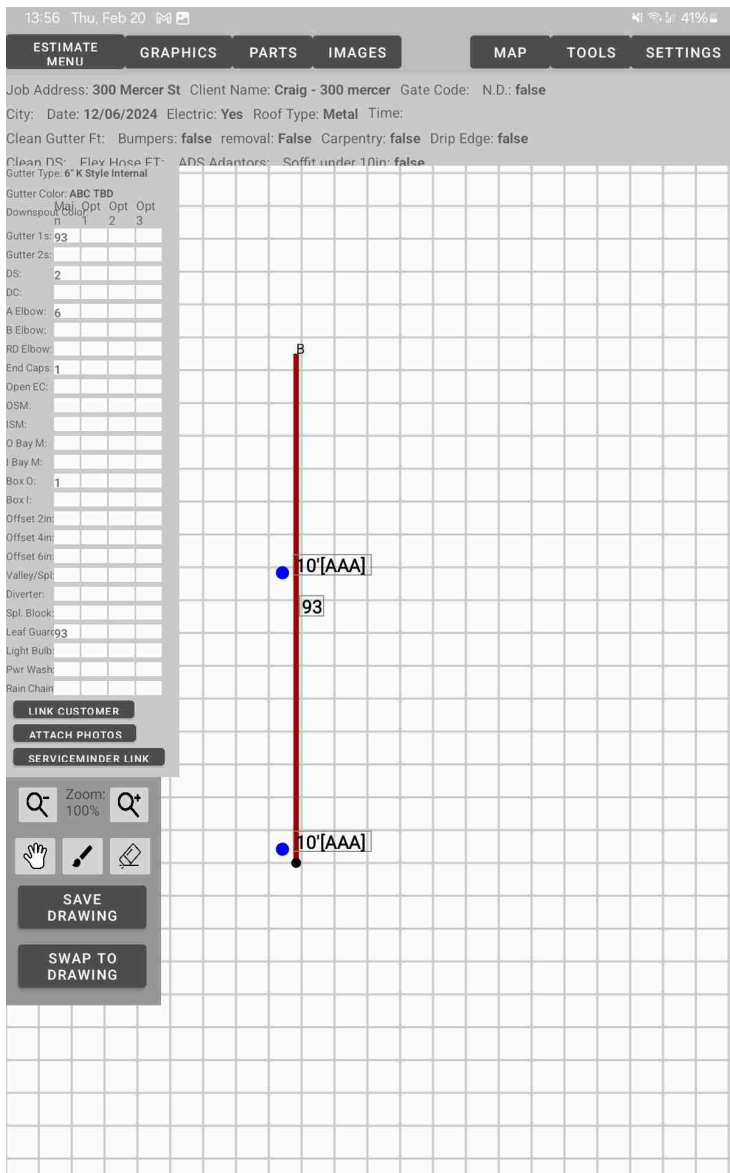 13:56 Thu, Feb 20 41%
ESTIMATE MENU GRAPHICS PARTS IMAGES MAP TOOLS SETTINGS
Job Address: 300 Mercer St Client Name: Craig - 300 mercer Gate Code: N.D.: false
City: Date: 12/06/2024 Electric: Yes Roof Type: Metal Time:
Clean Gutter Ft: Bumpers: false removal: False Carpentry: false Drip Edge: false
Clean DS: Flex Hose FT: ADS Adaptors: Soffit under 10in: false
Gutter Type: 6" K Style Internal
Gutter Color: ABC TBD
Downspout Color:
Main Opt 1 Opt 2 Opt 3
Gutter 1s: 93
Gutter 2s:
DS: 2
DC:
A Elbow: 6
B Elbow:
RD Elbow:
End Caps: 1
Open EC:
OSM:
ISM:
O Bay M:
I Bay M:
Box O: 1
Box I:
Offset 2in:
Offset 4in:
Offset 6in:
Valley/Spl:
Diverter:
Spl. Block:
Leaf Guard 93
Light Bulb:
Pwr Wash:
Rain Chain
LINK CUSTOMER
ATTACH PHOTOS
SERVICEMINDER LINK
Zoom:
100%
SAVE
DRAWING
SWAP TO
DRAWING
B
10'[AAA]
93
10'[AAA]